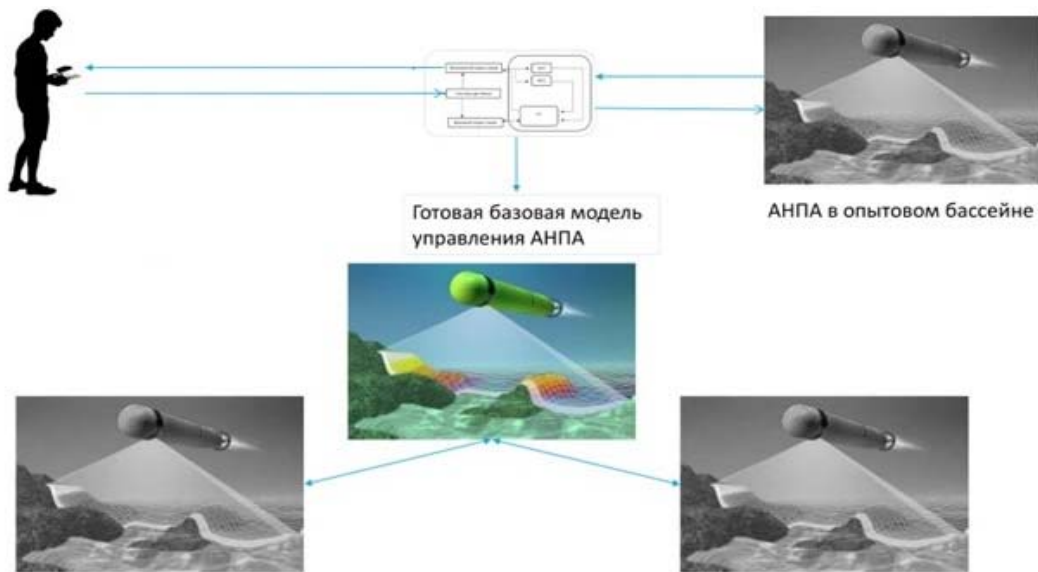 АНПА в опытовом бассейне
Готовая базовая модель
управления АНПА